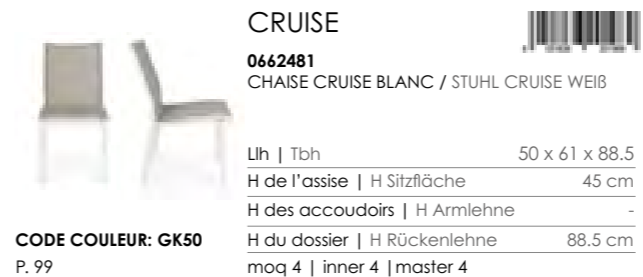 CRUISE
0662481
CHAISE CRUISE BLANC / STUHL CRUISE WEIß
Llh | Tbh 50 x 61 x 88.5
H de l'assise | H Sitzfläche 45 cm
H des accoudoirs | H Armlehne -
H du dossier | H Rückenlehne 88.5 cm
moq 4 | inner 4 |master 4
CODE COULEUR: GK50
P. 99